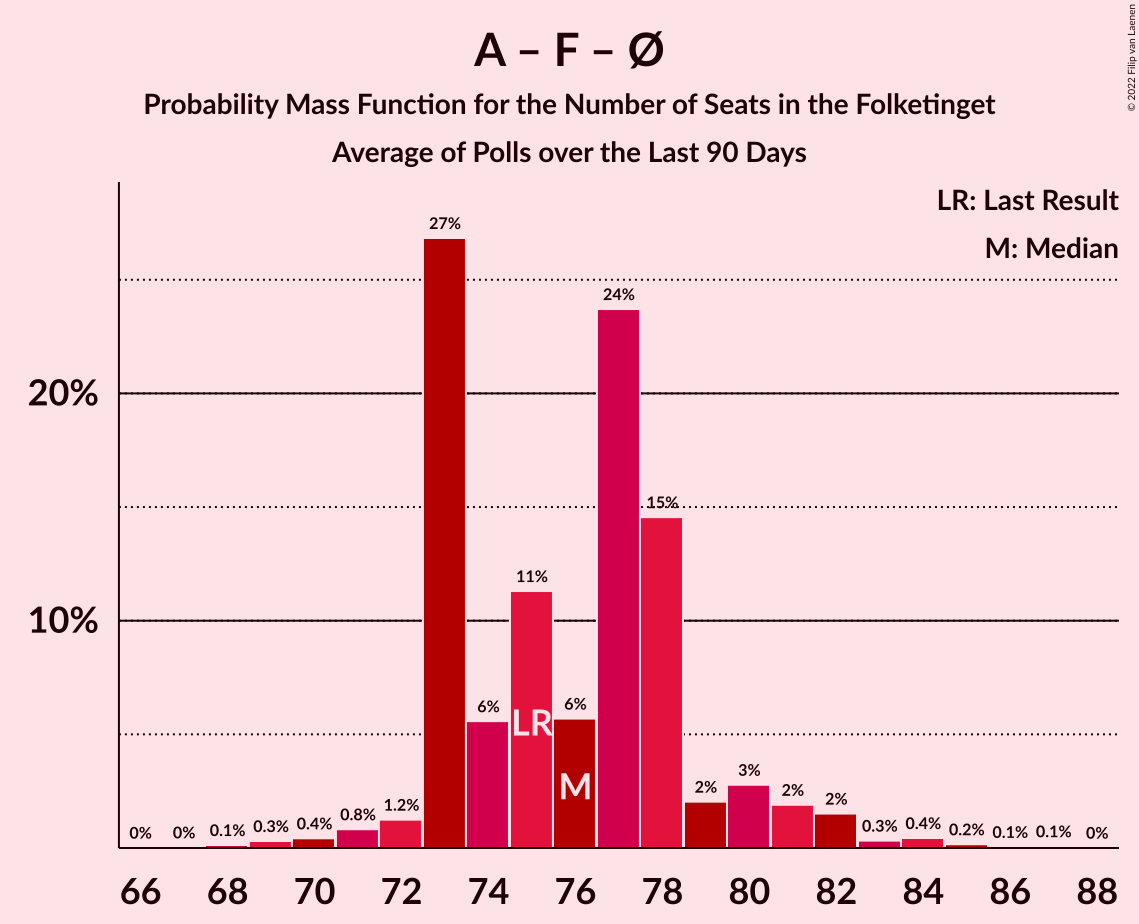 A – F – Ø
Probability Mass Function for the Number of Seats in the Folketinget
Average of Polls over the Last 90 Days
© 2022 Filip van Laenen
LR: Last Result
M: Median
27%
24%
20%
15%
11%
10%
6%
6%
LR
M
3%
2%
2%
2%
1.2%
0.8%
0.4%
0.3%
0.1%
0%
0%
0.3%
0.4%
0.2%
0.1%
0.1%
0%
66 68 70 72 74 76 78 80 82 84 86 88